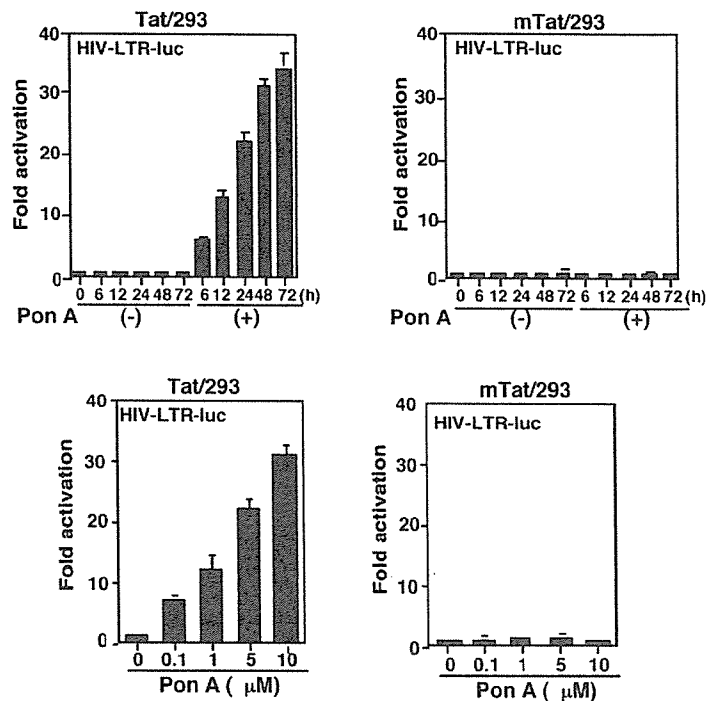 Tat/293
HIV-LTR-luc
Fold activation
40
30
20
10
0
0 6 12 24 48 72 6 12 24 48 72 (h)
Pon A (-) (+)
mTat/293
HIV-LTR-luc
Fold activation
40
30
20
10
0
0 6 12 24 48 72 6 12 24 48 72 (h)
Pon A (-) (+)
Tat/293
HIV-LTR-luc
Fold activation
40
30
20
10
0
0 0.1 1 5 10
Pon A ( μM)
mTat/293
HIV-LTR-luc
Fold activation
40
30
20
10
0
0 0.1 1 5 10
Pon A ( μM)